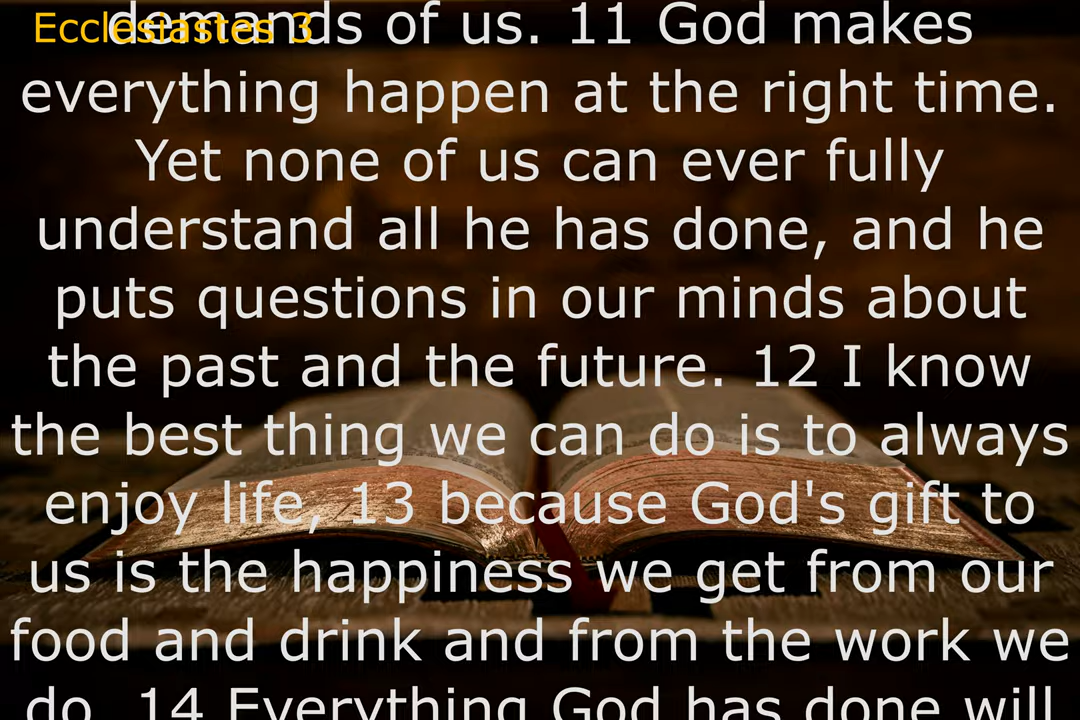 Ecclesiastes 3
demands of us. 11 God makes
everything happen at the right time.
Yet none of us can ever fully
understand all he has done, and he
puts questions in our minds about
the past and the future. 12 I know
the best thing we can do is to always
enjoy life, 13 because God's gift to
us is the happiness we get from our
food and drink and from the work we
do. 14 Everything God has done will